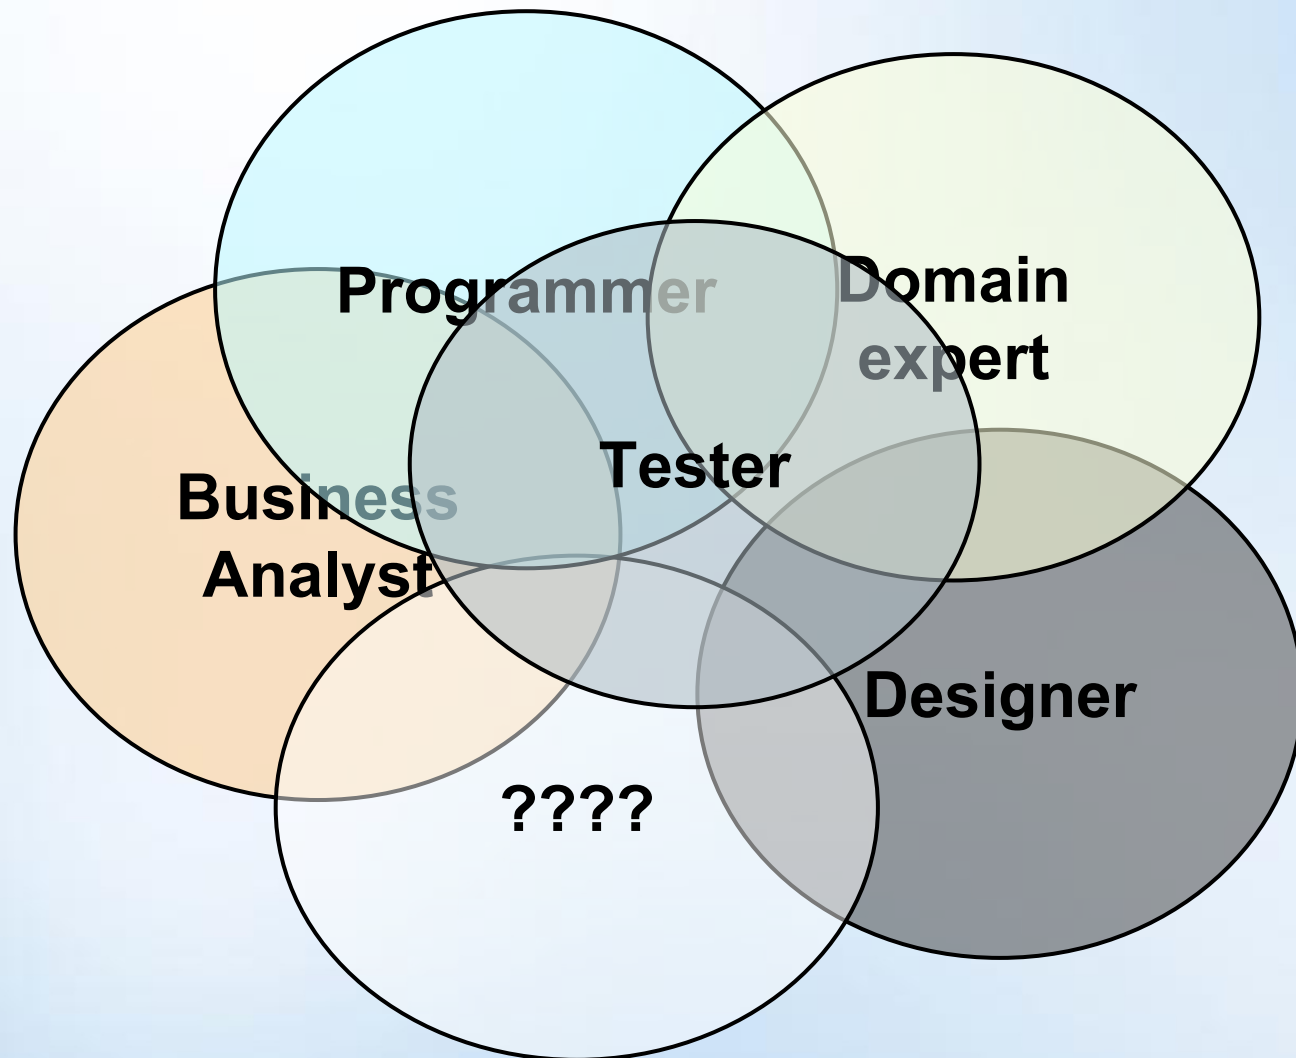 Programmer
Domain
expert
Tester
Business
Analyst
Designer
????